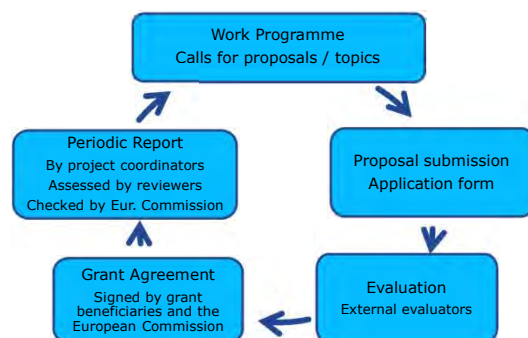 Work Programme
Calls for proposals / topics
Proposal submission
Application form
Evaluation
External evaluators
Grant Agreement
Signed by grant
beneficiaries and the
European Commission
Periodic Report
By project coordinators
Assessed by reviewers
Checked by Eur. Commission